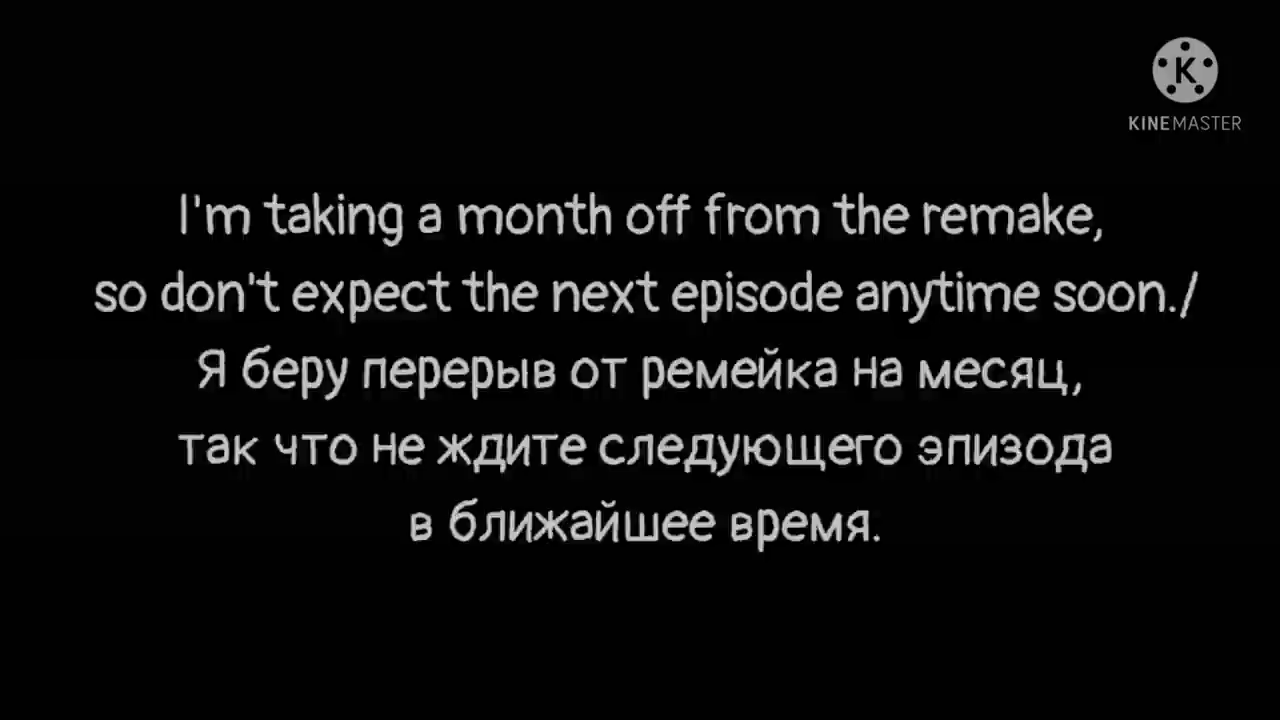 K
KINEMASTER
I'm taking a month off from the remake,
so don't expect the next episode anytime soon./
Я беру перерыв от ремейка на месяц,
так что не ждите следующего эпизода
в ближайшее время.